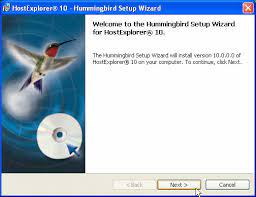 HostExplorer® 10 - Hummingbird Setup Wizard
Welcome to the Hummingbird Setup Wizard
for HostExplorer® 10.
The Hummingbird Setup Wizard will install version 10.0.0.0
of HostExplorer® 10 on your computer. To continue, click Next.
< Back
Next >
Cancel